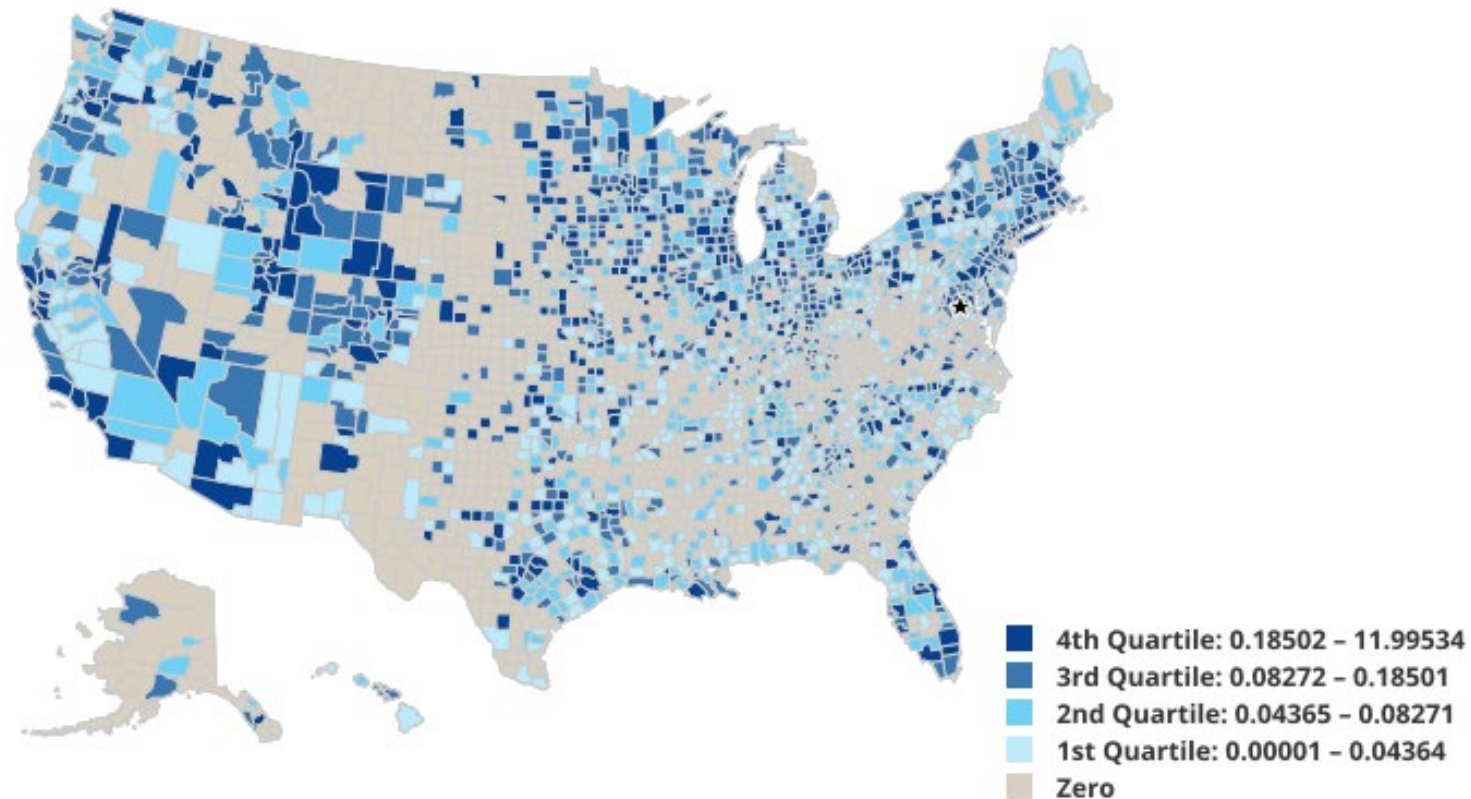 4th Quartile: 0.18502 – 11.99534
3rd Quartile: 0.08272 – 0.18501
2nd Quartile: 0.04365 – 0.08271
1st Quartile: 0.00001 – 0.04364
Zero